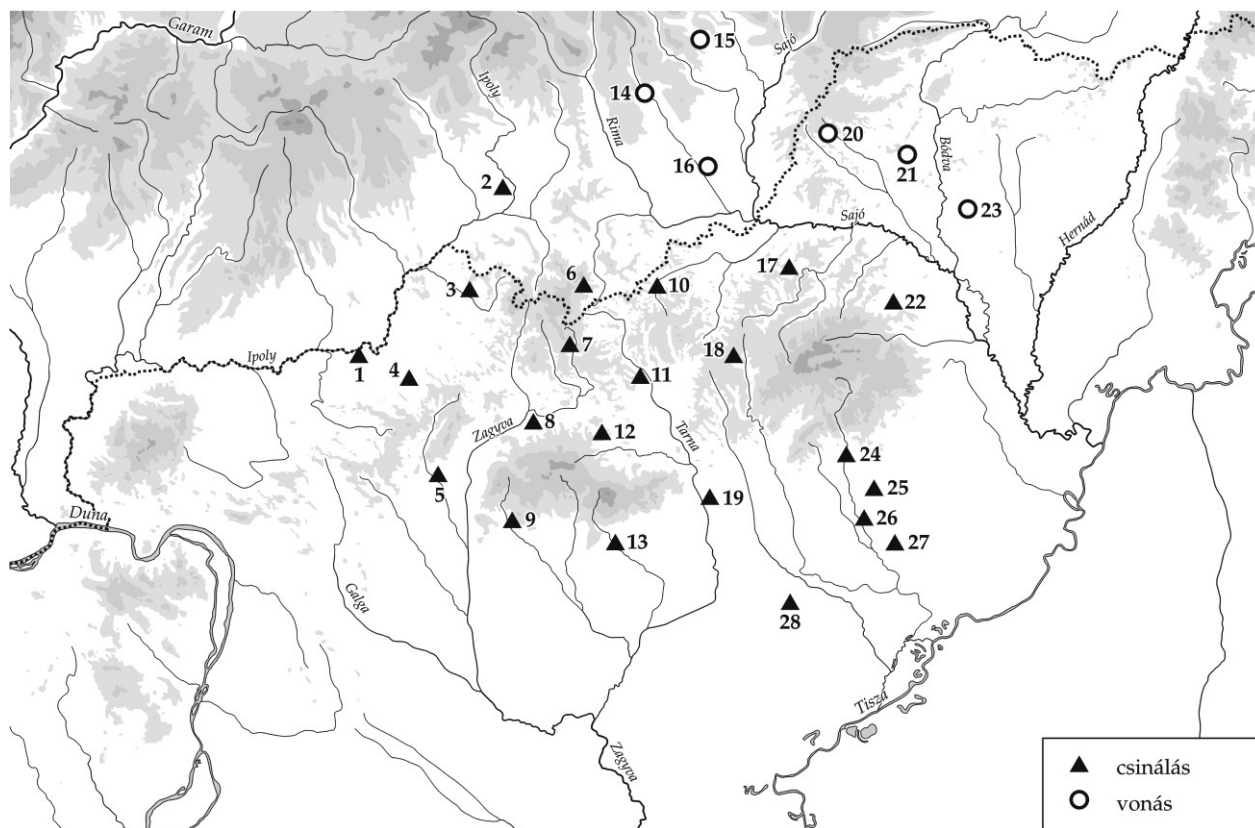 Garam
15
Sajó
Ipoly
14
Rima
20
16
21
Bódva
2
23
Sajó
Hernád
17
6
3
10
22
7
18
Ipoly
1
4
11
8
Zagyva
12
Tarna
24
5
25
19
9
26
Duna
13
27
Galga
28
Tisza
Zagyva
csinálás
vonás